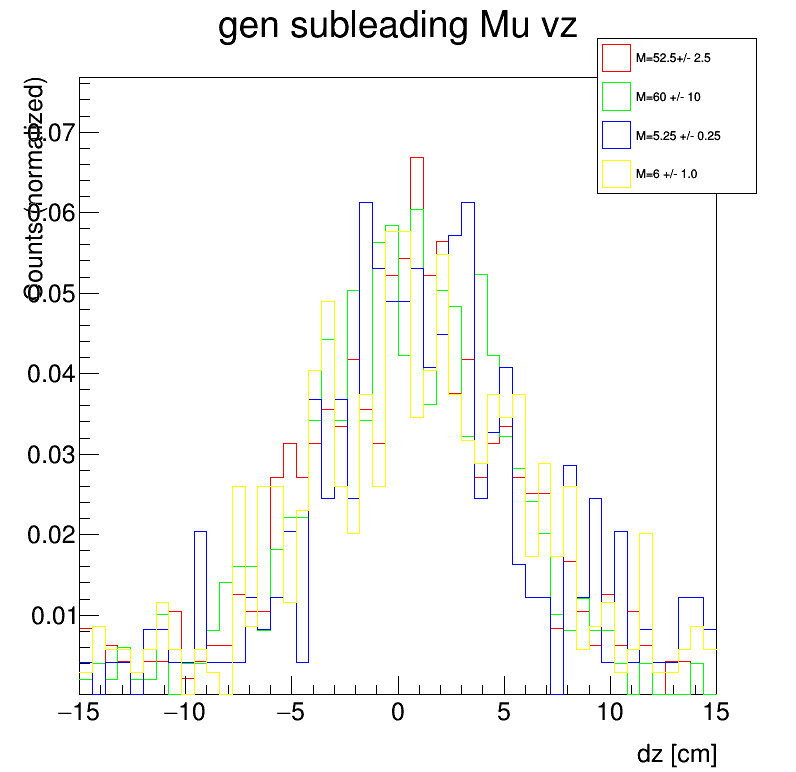 gen subleading Mu vz
M=52.5+/- 2.5
M=60 +/- 10
M=5.25 +/- 0.25
M=6 +/- 1.0
Counts (normalized)
0.07
0.06
0.05
0.04
0.03
0.02
0.01
−15 −10 −5 0 5 10 15
dz [cm]